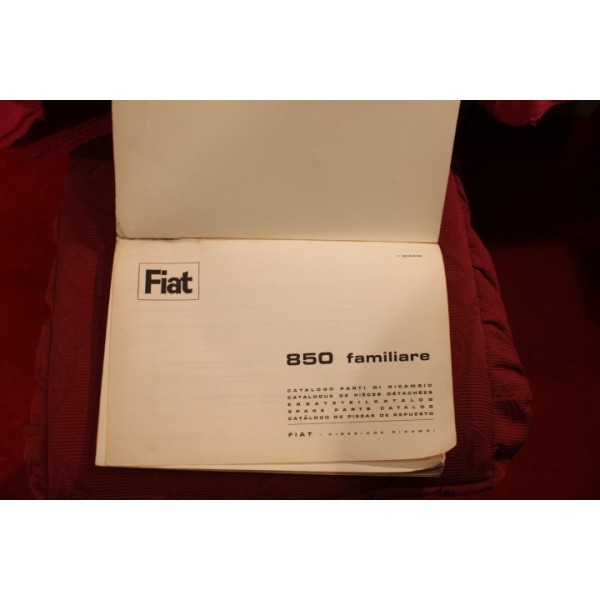 Fiat
850 familiare
CATALOGO PARTI DI RICAMBIO
CATALOGUE DE PIÈCES DÉTACHÉES
ERSATZTEILKATALOG
SPARE PARTS CATALOG
CATÁLOGO DE PIEZAS DE REPUESTO
FIAT - Direzione Ricambi